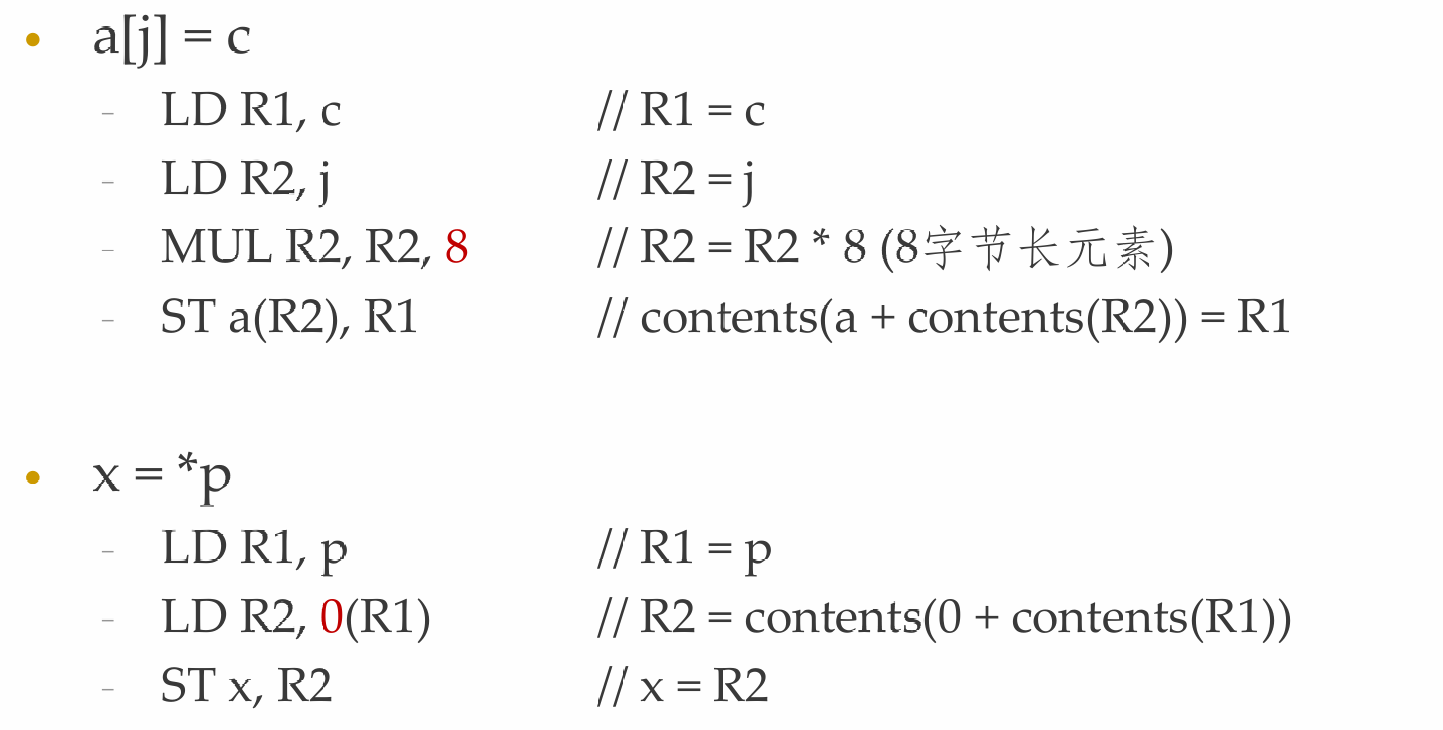 • a[j] = c
– LD R1, c // R1 = c
– LD R2, j // R2 = j
– MUL R2, R2, 8 // R2 = R2 * 8 (8字节长元素)
– ST a(R2), R1 // contents(a + contents(R2)) = R1
• x = *p
– LD R1, p // R1 = p
– LD R2, 0(R1) // R2 = contents(0 + contents(R1))
– ST x, R2 // x = R2